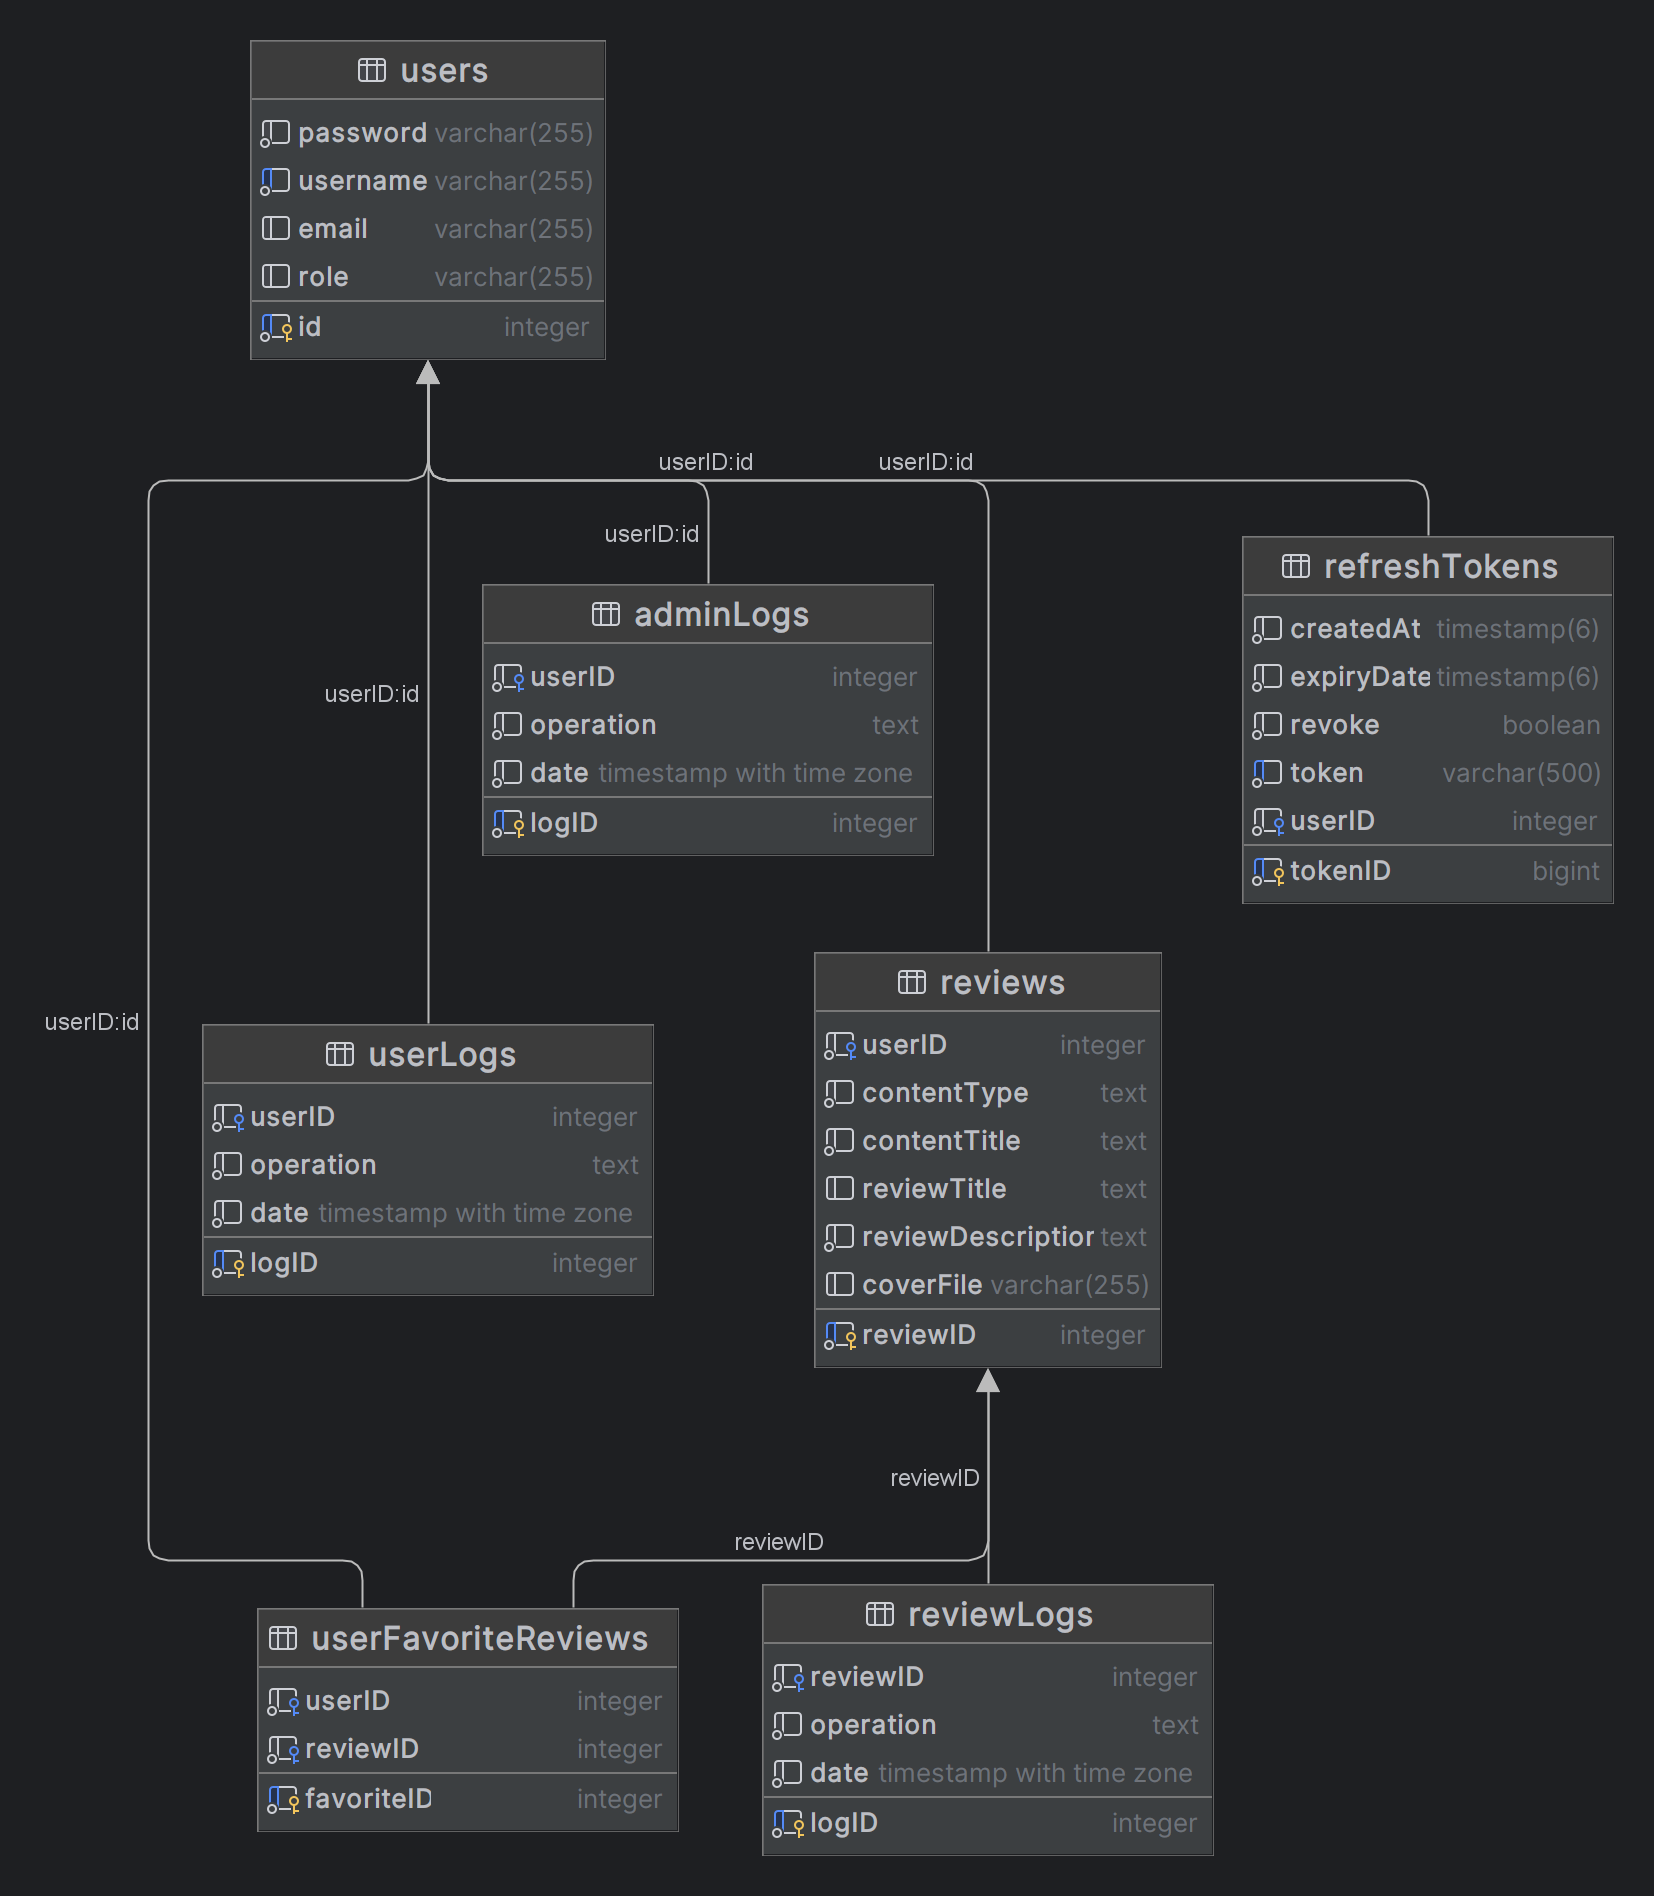 users
password varchar(255)
username varchar(255)
email varchar(255)
role varchar(255)
id integer
userID:id
userID:id
userID:id
userID:id
userID:id
adminLogs
userID integer
operation text
date timestamp with time zone
logID integer
refreshTokens
createdAt timestamp(6)
expiryDate timestamp(6)
revoke boolean
token varchar(500)
userID integer
tokenID bigint
reviews
userID integer
contentType text
contentTitle text
reviewTitle text
reviewDescription text
coverFile varchar(255)
reviewID integer
userLogs
userID integer
operation text
date timestamp with time zone
logID integer
reviewID
reviewID
userFavoriteReviews
userID integer
reviewID integer
favoriteID integer
reviewLogs
reviewID integer
operation text
date timestamp with time zone
logID integer